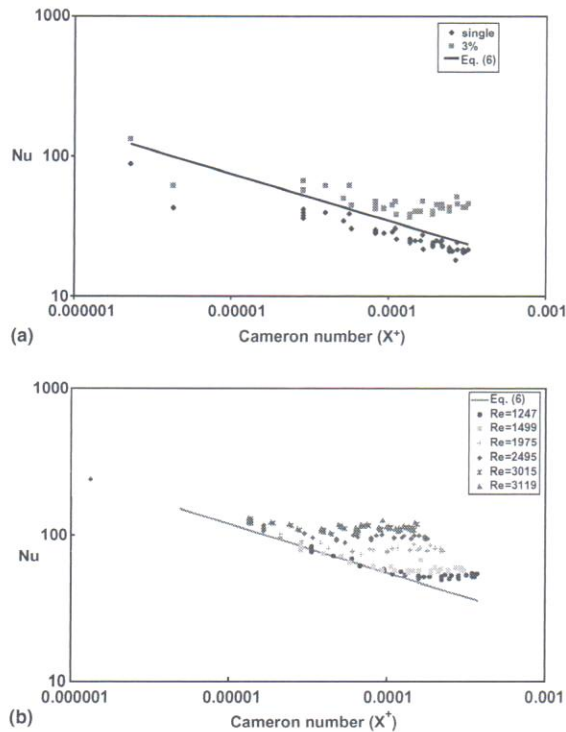 1000
single
3%
Eq. (6)
Nu 100
10
0.000001 0.00001 0.0001 0.001
(a) Cameron number (X+)
1000
Eq. (6)
Re=1247
Re=1499
Re=1975
Re=2495
Re=3015
Re=3119
100
Nu
10
0.000001 0.00001 0.0001 0.001
(b) Cameron number (X+)